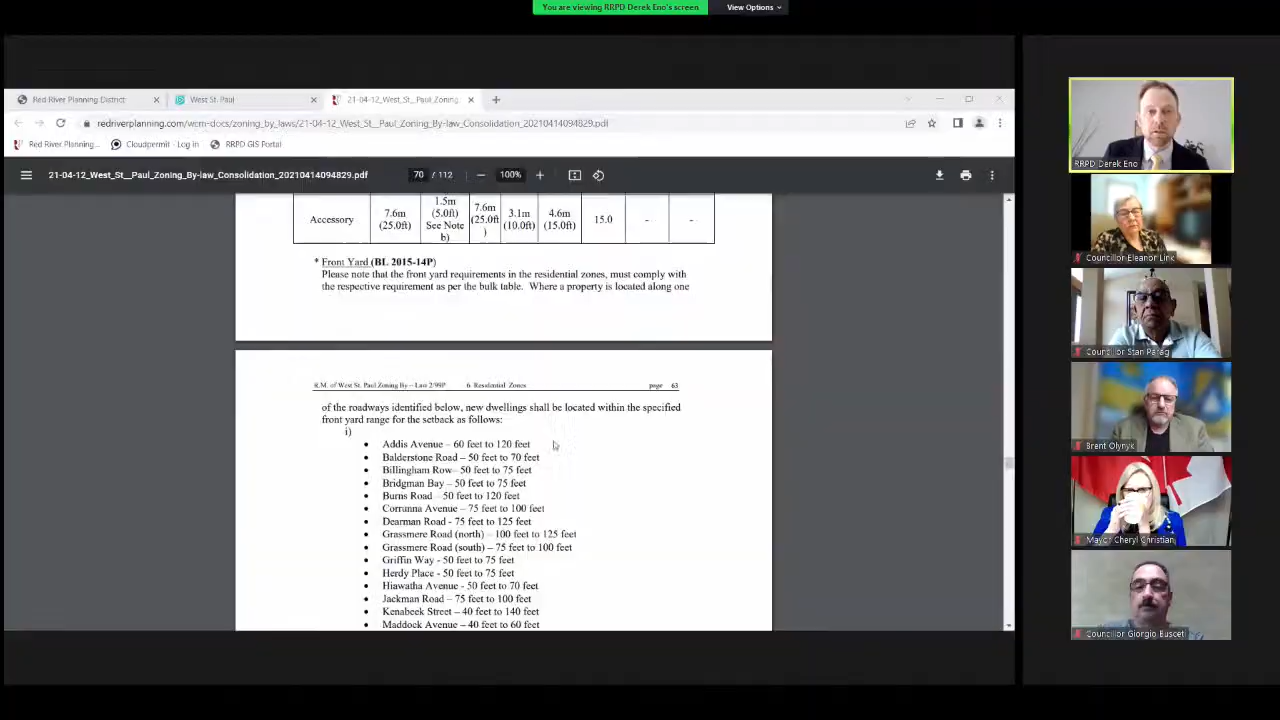 You are viewing RRPD Derek Eno's screen
View Options
Red River Planning District
West St. Paul
21-04-12_West_St._Paul_Zoning
redriverplanning.com/wcm-docs/zoning_by_laws/21-04-12_West_St._Paul_Zoning_By-law_Consolidation_20210414094829.pdf
Red River Planning...
Cloudpermit - Log in
RRPD GIS Portal
21-04-12_West_St._Paul_Zoning_By-law_Consolidation_20210414094829.pdf
70 / 112
100%
Accessory
7.6m
(25.0ft)
1.5m
(5.0ft)
See Note
b)
7.6m
(25.0ft
)
3.1m
(10.0ft)
4.6m
(15.0ft)
15.0
-
-
* Front Yard (BL 2015-14P)
Please note that the front yard requirements in the residential zones, must comply with
the respective requirement as per the bulk table. Where a property is located along one
R.M. of West St. Paul Zoning By – Law 2/99P 6 Residential Zones page 63
of the roadways identified below, new dwellings shall be located within the specified
front yard range for the setback as follows:
i)
• Addis Avenue – 60 feet to 120 feet
• Balderstone Road – 50 feet to 70 feet
• Billingham Row– 50 feet to 75 feet
• Bridgman Bay – 50 feet to 75 feet
• Burns Road – 50 feet to 120 feet
• Corrunna Avenue – 75 feet to 100 feet
• Dearman Road - 75 feet to 125 feet
• Grassmere Road (north) – 100 feet to 125 feet
• Grassmere Road (south) – 75 feet to 100 feet
• Griffin Way - 50 feet to 75 feet
• Herdy Place - 50 feet to 75 feet
• Hiawatha Avenue - 50 feet to 70 feet
• Jackman Road – 75 feet to 100 feet
• Kenabeek Street – 40 feet to 140 feet
• Maddock Avenue – 40 feet to 60 feet
RRPD Derek Eno
Councillor Eleanor Link
Councillor Stan Parag
Brent Olynyk
Mayor Cheryl Christian
Councillor Giorgio Buscet